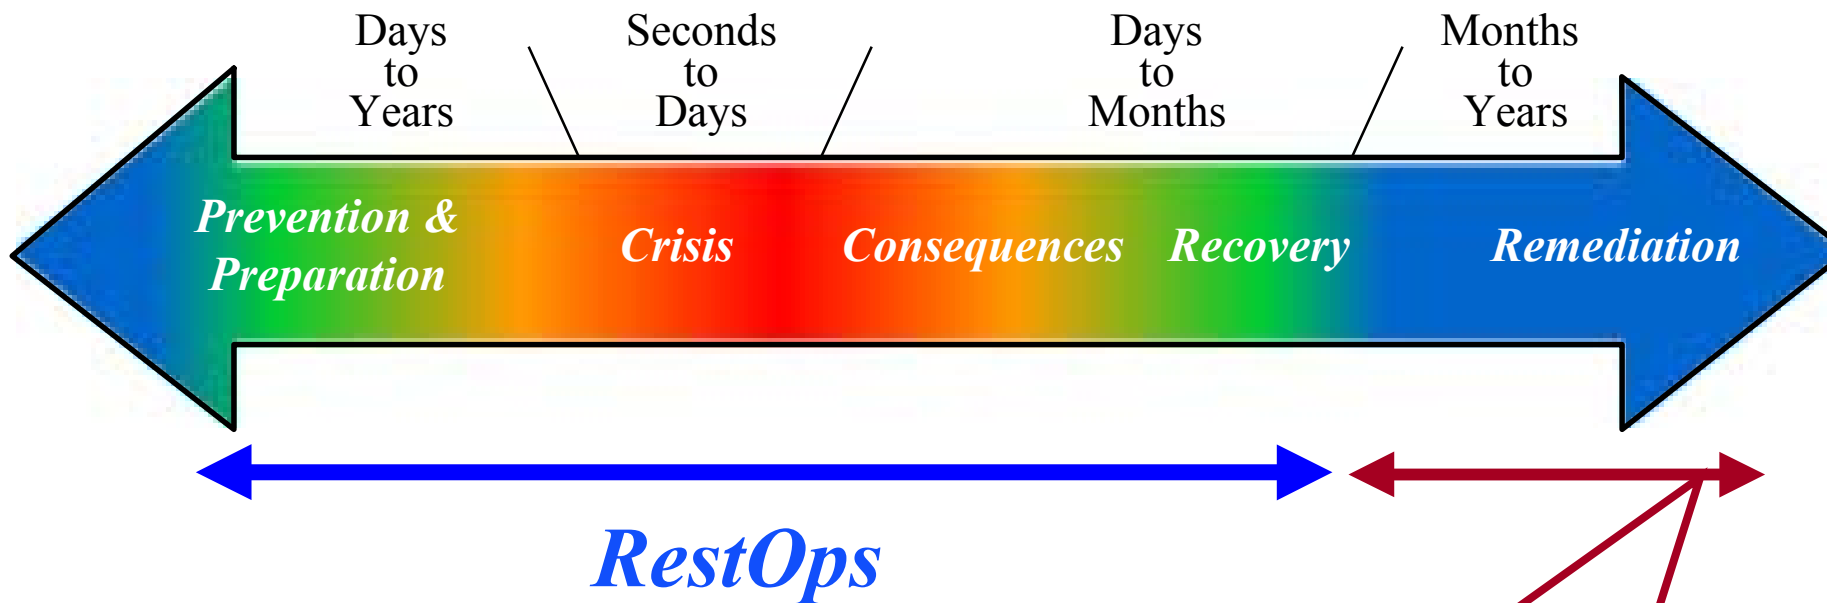 Days
to
Years
Seconds
to
Days
Days
to
Months
Months
to
Years
Prevention &
Preparation
Crisis
Consequences
Recovery
Remediation
RestOps